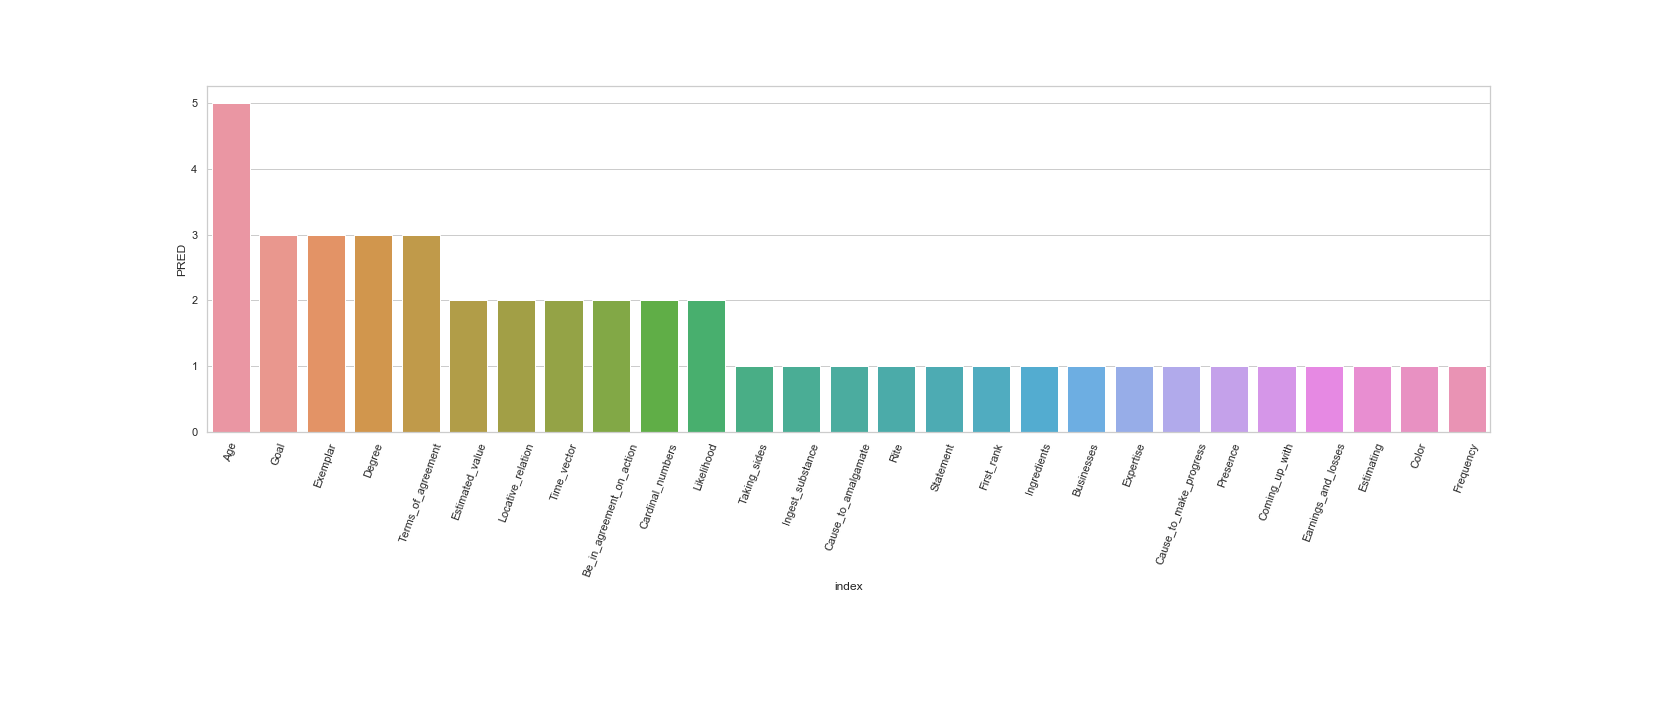 5
4
3
2
1
0
PRED
Age
Goal
Exemplar
Degree
Terms_of_agreement
Estimated_value
Locative_relation
Time_vector
Be_in_agreement_on_action
Cardinal_numbers
Likelihood
Taking_sides
Ingest_substance
Cause_to_amalgamate
Rite
Statement
First_rank
Ingredients
Businesses
Expertise
Cause_to_make_progress
Presence
Coming_up_with
Earnings_and_losses
Estimating
Color
Frequency
index